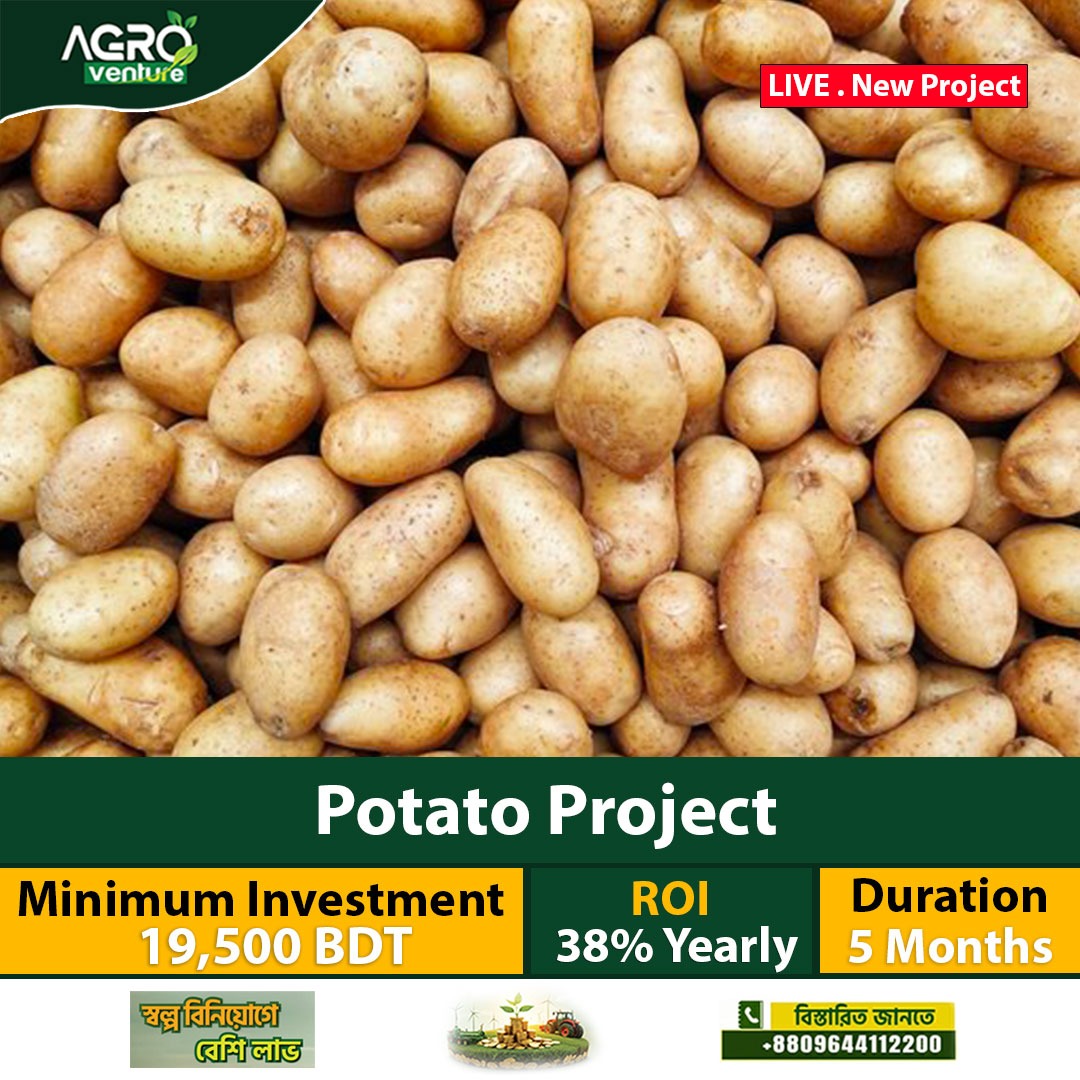 AGRO
venture
LIVE . New Project
Potato Project
Minimum Investment
19,500 BDT
ROI
38% Yearly
Duration
5 Months
স্বল্প বিনিয়োগে
বেশি লাভ
বিস্তারিত জানতে
+8809644112200